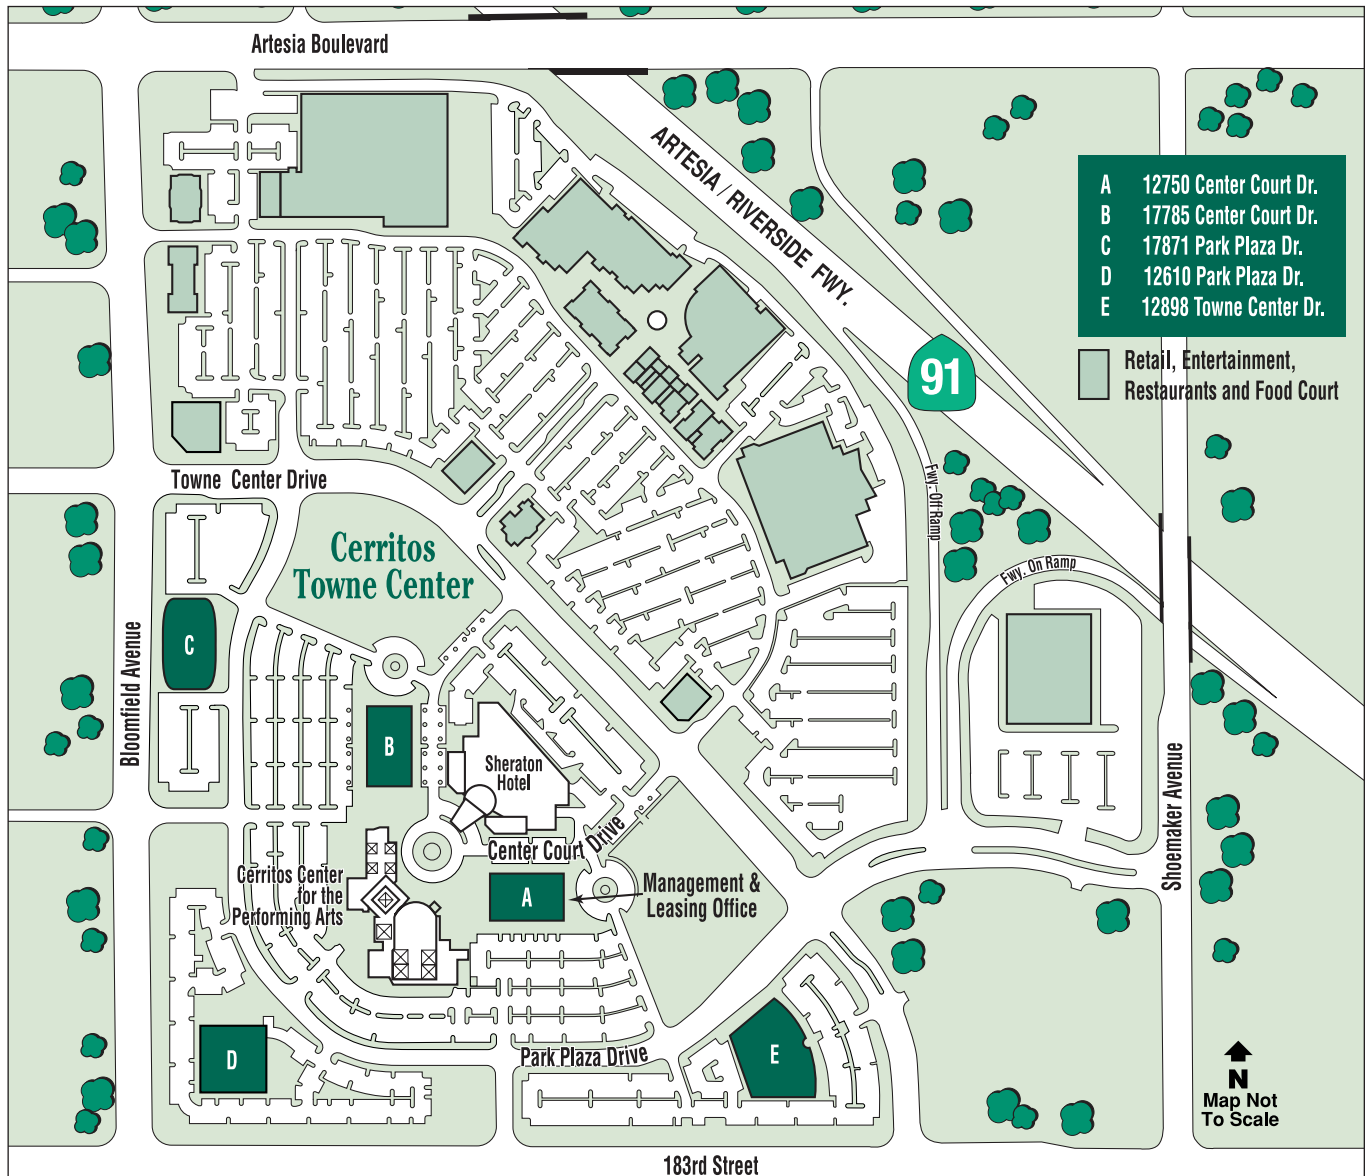 Artesia Boulevard
ARTESIA / RIVERSIDE FWY.
A 12750 Center Court Dr.
B 17785 Center Court Dr.
C 17871 Park Plaza Dr.
D 12610 Park Plaza Dr.
E 12898 Towne Center Dr.
91
Retail, Entertainment,
Restaurants and Food Court
Towne Center Drive
Fwy. Off Ramp
Cerritos
Towne Center
Fwy. On Ramp
C
Bloomfield Avenue
B
Sheraton
Hotel
Shoemaker Avenue
Center Court Drive
Cerritos Center
for the
Performing Arts
A
Management &
Leasing Office
D
Park Plaza Drive
E
N
Map Not
To Scale
183rd Street